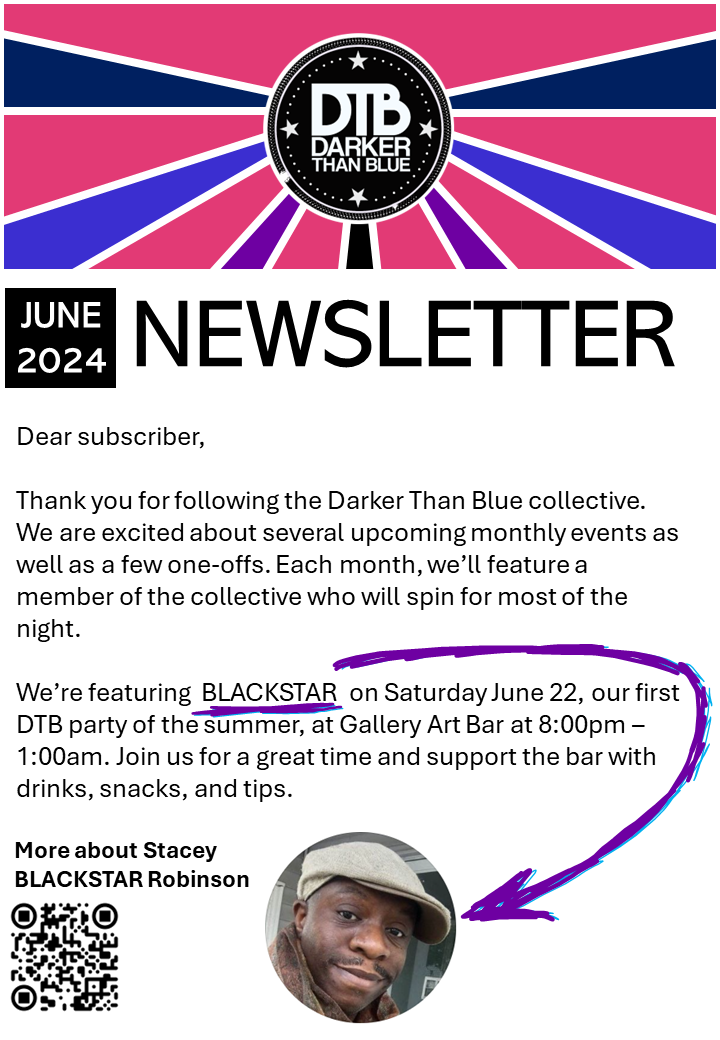 DTB
DARKER
THAN BLUE
JUNE
2024
NEWSLETTER
Dear subscriber,
Thank you for following the Darker Than Blue collective.
We are excited about several upcoming monthly events as
well as a few one-offs. Each month, we’ll feature a
member of the collective who will spin for most of the
night.
We’re featuring BLACKSTAR on Saturday June 22, our first
DTB party of the summer, at Gallery Art Bar at 8:00pm –
1:00am. Join us for a great time and support the bar with
drinks, snacks, and tips.
More about Stacey
BLACKSTAR Robinson